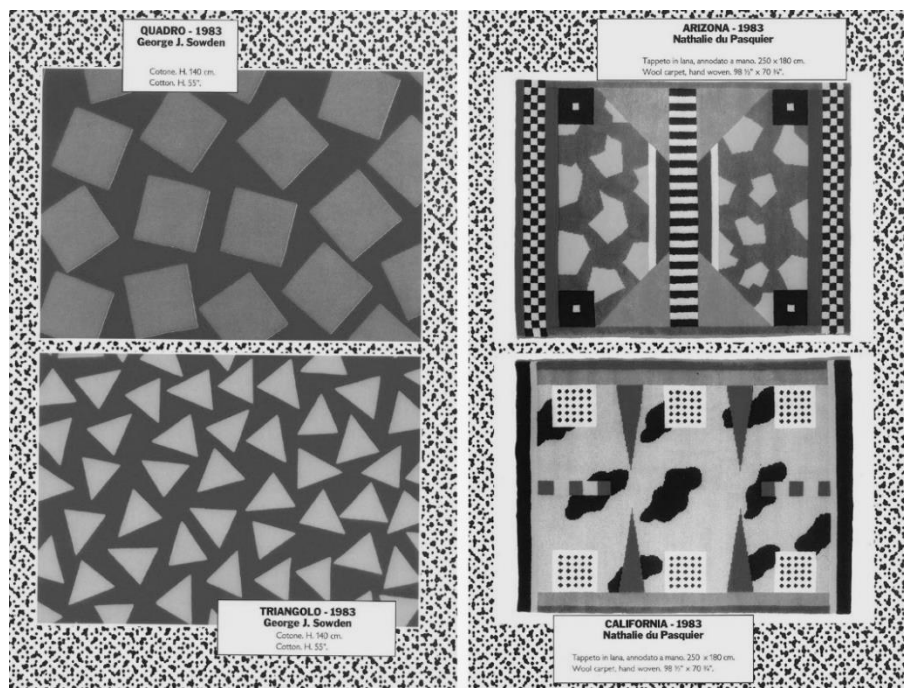 QUADRO - 1983
George J. Sowden
Cotone. H. 140 cm.
Cotton. H. 55".
TRIANGOLO - 1983
George J. Sowden
Cotone. H. 140 cm.
Cotton. H. 55".
ARIZONA - 1983
Nathalie du Pasquier
Tappeto in lana, annodato a mano. 250 x 180 cm.
Wool carpet, hand woven. 98 ½" x 70 ¾".
CALIFORNIA - 1983
Nathalie du Pasquier
Tappeto in lana, annodato a mano. 250 x 180 cm.
Wool carpet, hand woven. 98 ½" x 70 ¾".